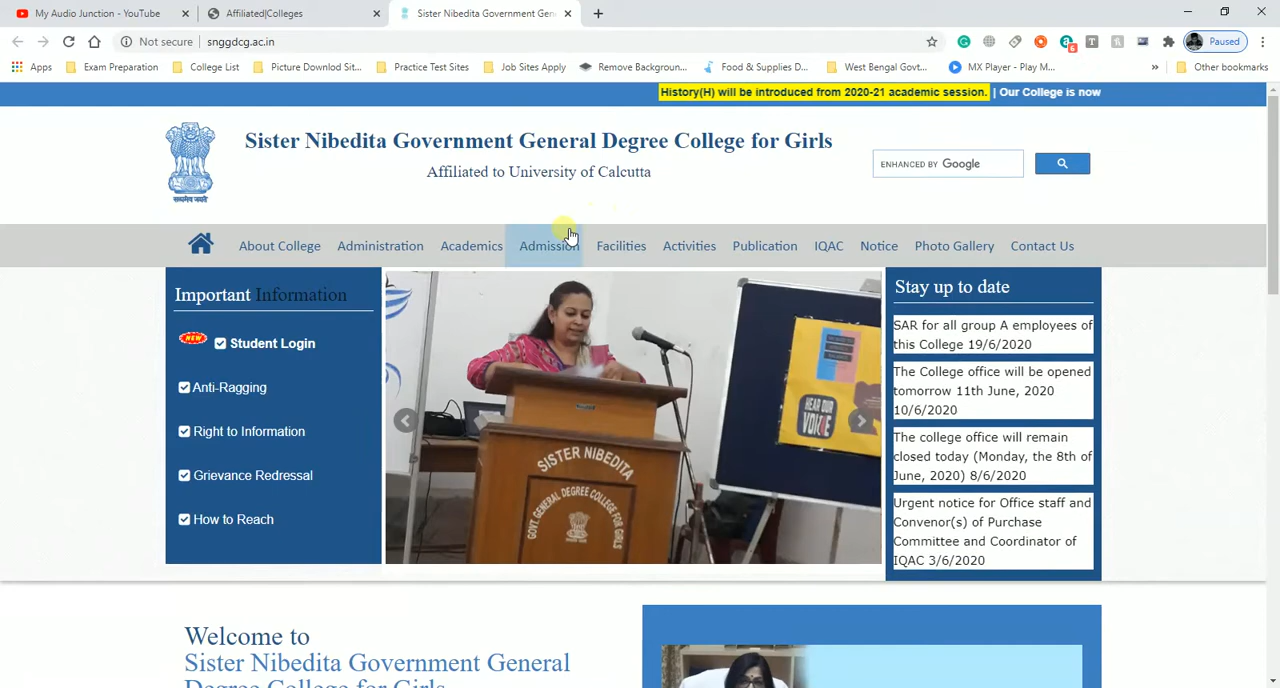 My Audio Junction - YouTube
Affiliated|Colleges
Sister Nibedita Government Gen
Not secure
snggdcg.ac.in
Paused
Apps
Exam Preparation
College List
Picture Downlod Sit...
Practice Test Sites
Job Sites Apply
Remove Backgroun...
Food & Supplies D...
West Bengal Govt...
MX Player - Play M...
»
Other bookmarks
History(H) will be introduced from 2020-21 academic session. | Our College is now
Sister Nibedita Government General Degree College for Girls
Affiliated to University of Calcutta
सत्यमेव जयते
ENHANCED BY Google
About College
Administration
Academics
Admission
Facilities
Activities
Publication
IQAC
Notice
Photo Gallery
Contact Us
Important Information
NEW
Student Login
Anti-Ragging
Right to Information
Grievance Redressal
How to Reach
HEAR OUR
VOICE
SISTER NIBEDITA
GOVT. GENERAL DEGREE COLLEGE FOR GIRLS
Stay up to date
SAR for all group A employees of
this College 19/6/2020
The College office will be opened
tomorrow 11th June, 2020
10/6/2020
The college office will remain
closed today (Monday, the 8th of
June, 2020) 8/6/2020
Urgent notice for Office staff and
Convenor(s) of Purchase
Committee and Coordinator of
IQAC 3/6/2020
Welcome to
Sister Nibedita Government General
Degree College for Girls